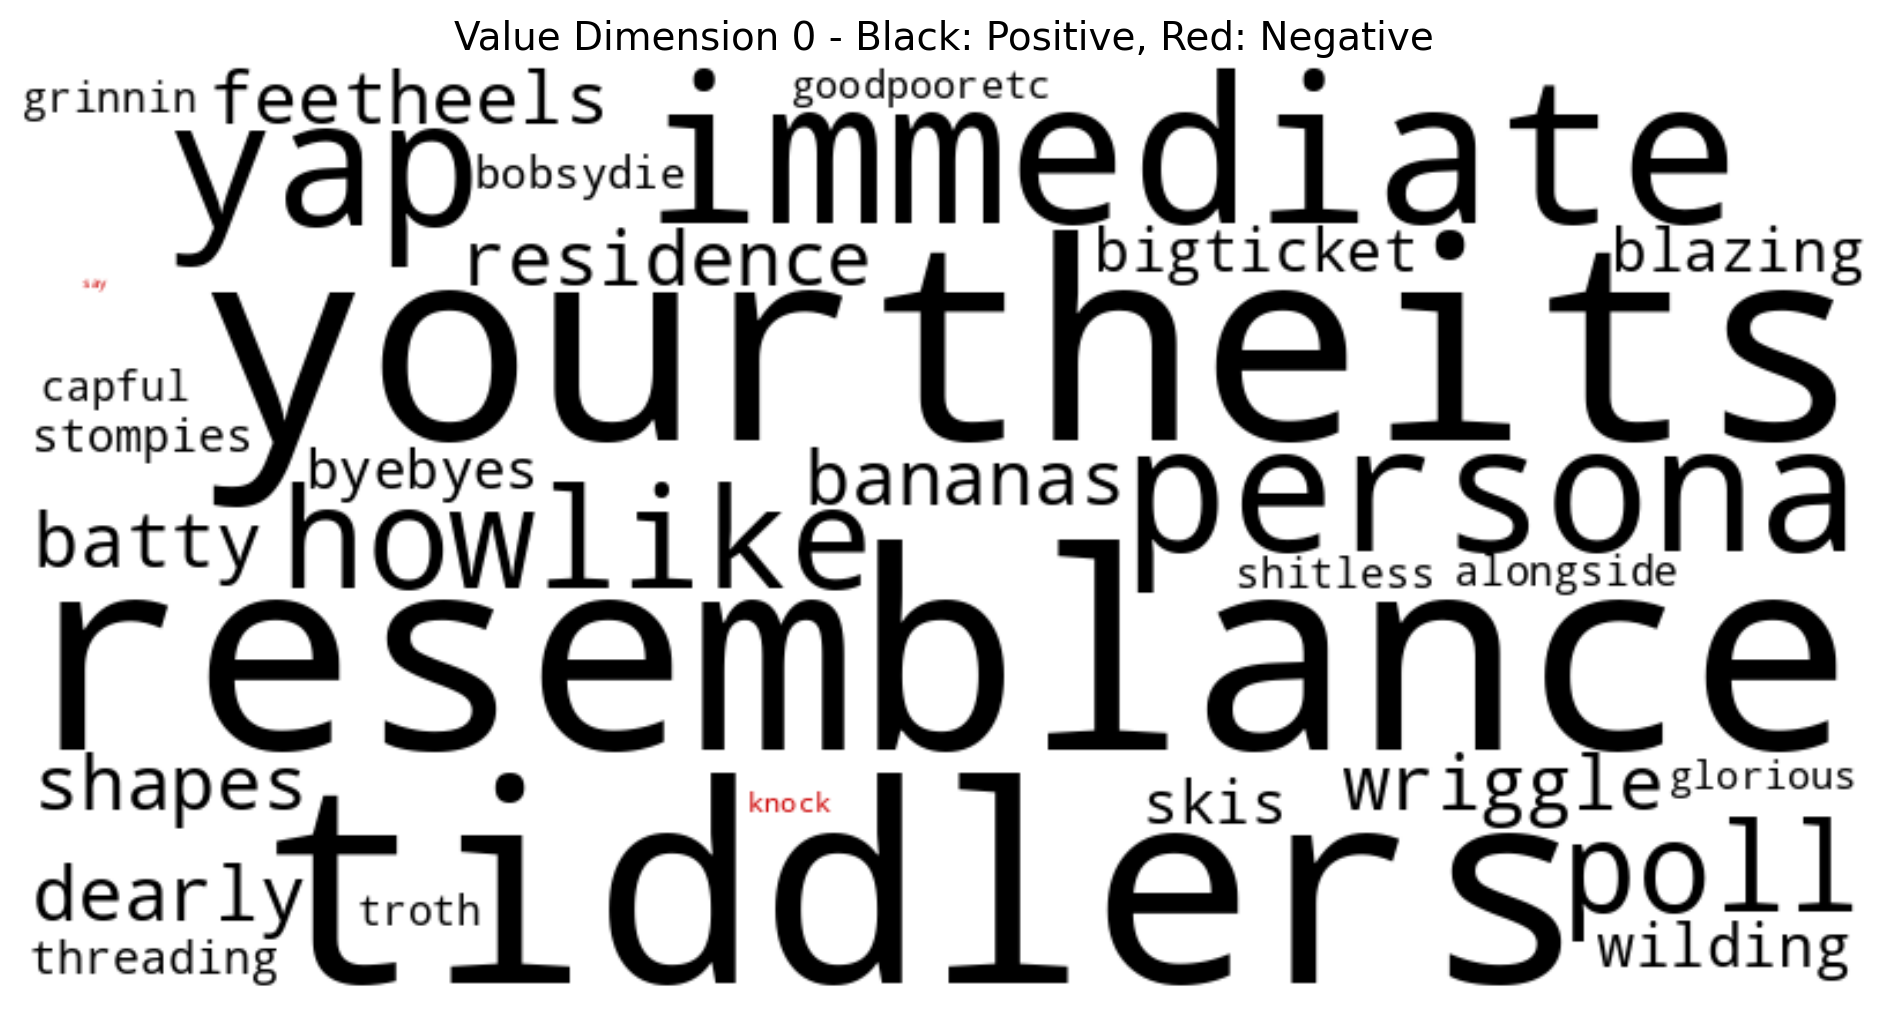 Value Dimension 0 - Black: Positive, Red: Negative
grinnin feetheels goodpooretc
yap bobsydie immediate
residence bigticket blazing
say
yourtheits
capful
stompies
byebyes bananas persona
batty howlike
shitless alongside
resemblance
shapes knock skis wriggle glorious
tiddlers
dearly troth poll
threading wilding